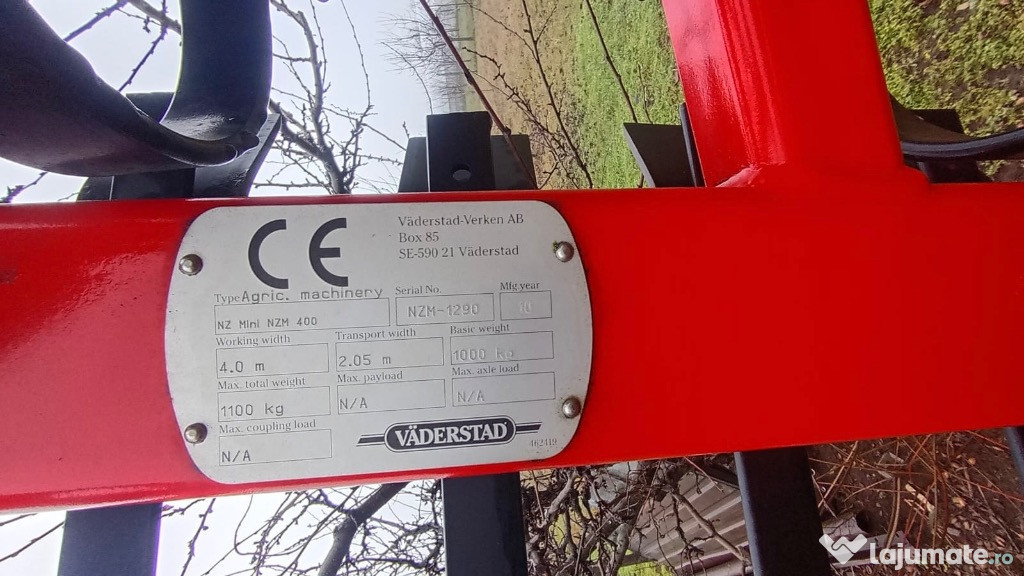 CE
Väderstad-Verken AB
Box 85
SE-590 21 Väderstad
Type Agric. machinery
Serial No.
Mfg.year
NZ Mini NZM 400
NZM-1290
Working width
Transport width
Basic weight
4.0 m
2.05 m
1000 kg
Max. total weight
Max. payload
Max. axle load
1100 kg
N/A
N/A
Max. coupling load
N/A
VÄDERSTAD
462419
lajumate.ro